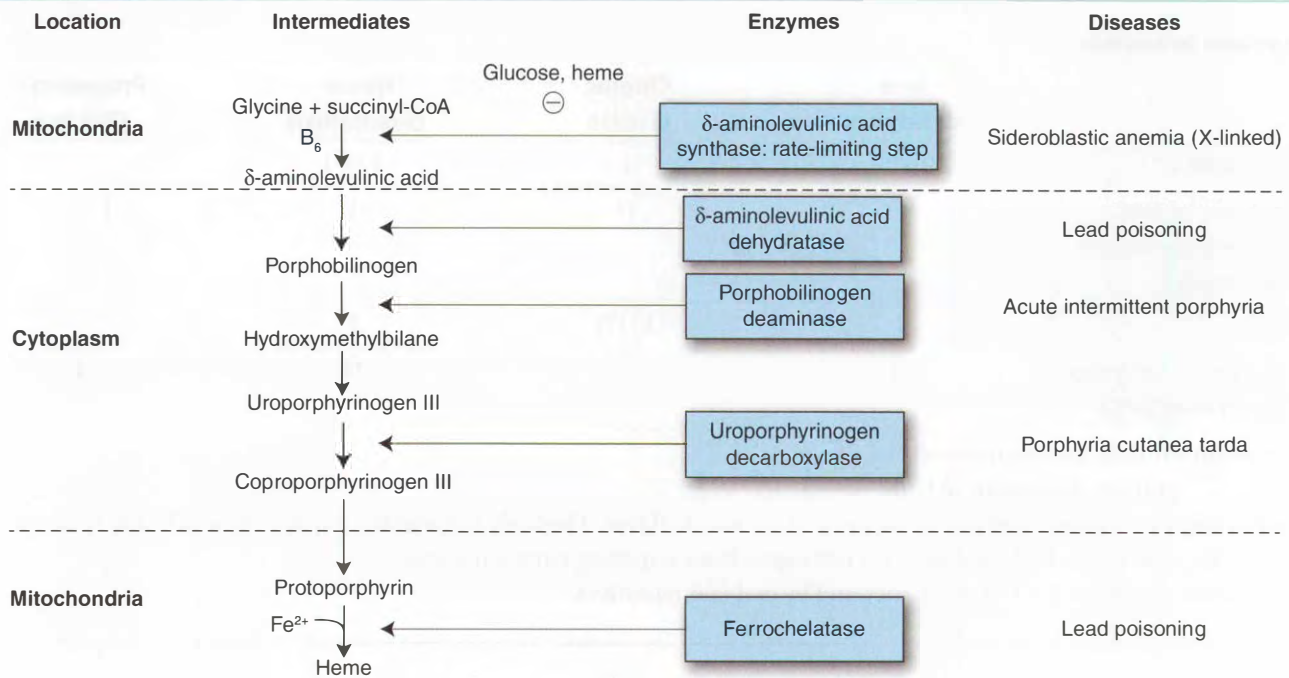 Location Intermediates Enzymes Diseases
Glucose, heme
⊖
Glycine + succinyl-CoA
Mitochondria
B₆
δ-aminolevulinic acid
synthase: rate-limiting step
Sideroblastic anemia (X-linked)
δ-aminolevulinic acid
δ-aminolevulinic acid
dehydratase
Lead poisoning
Porphobilinogen
Porphobilinogen
deaminase
Acute intermittent porphyria
Cytoplasm
Hydroxymethylbilane
Uroporphyrinogen III
Uroporphyrinogen
decarboxylase
Porphyria cutanea tarda
Coproporphyrinogen III
Mitochondria
Protoporphyrin
Fe²⁺
Ferrochelatase
Lead poisoning
Heme